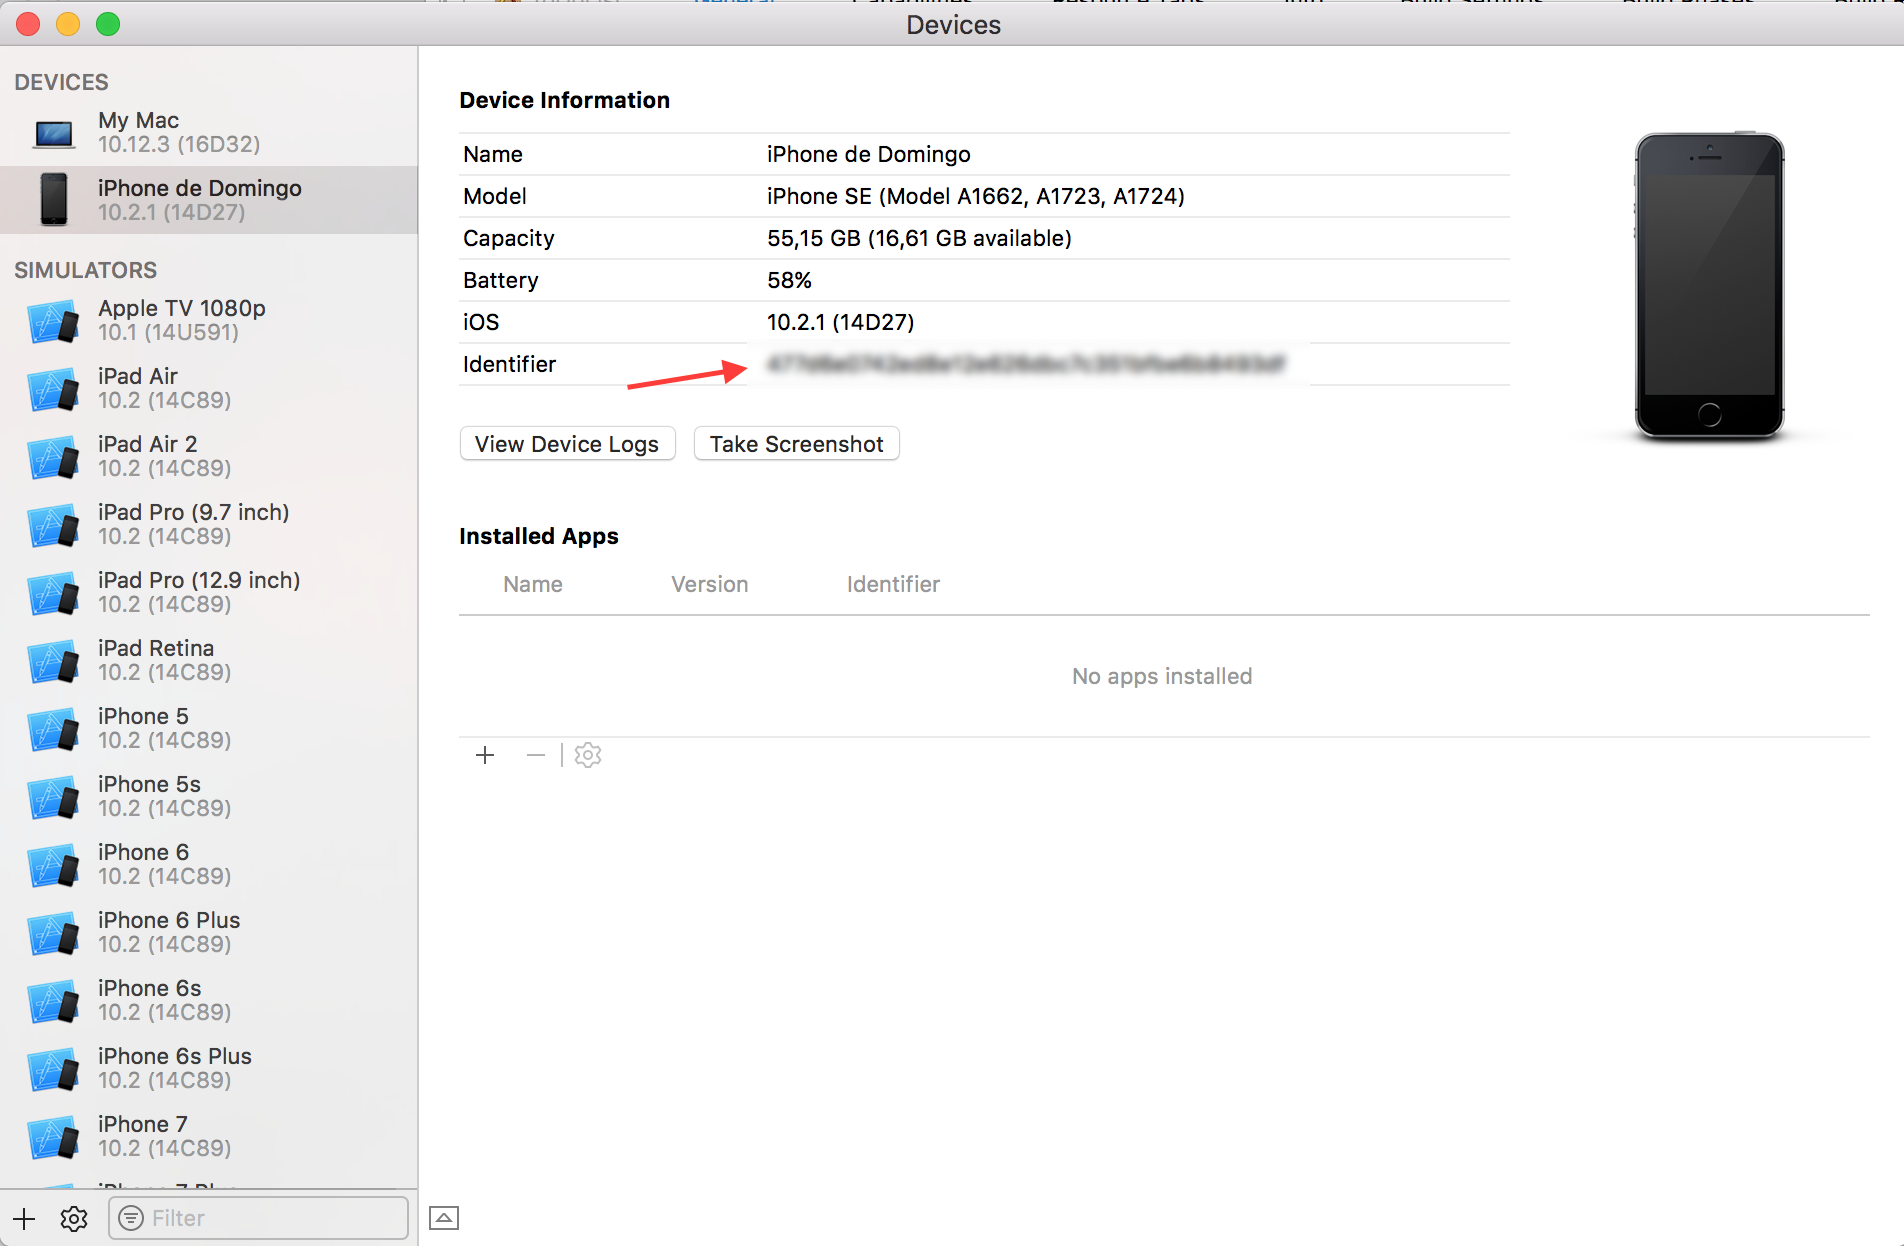 General
Devices
DEVICES
My Mac
10.12.3 (16D32)
iPhone de Domingo
10.2.1 (14D27)
SIMULATORS
Apple TV 1080p
10.1 (14U591)
iPad Air
10.2 (14C89)
iPad Air 2
10.2 (14C89)
iPad Pro (9.7 inch)
10.2 (14C89)
iPad Pro (12.9 inch)
10.2 (14C89)
iPad Retina
10.2 (14C89)
iPhone 5
10.2 (14C89)
iPhone 5s
10.2 (14C89)
iPhone 6
10.2 (14C89)
iPhone 6 Plus
10.2 (14C89)
iPhone 6s
10.2 (14C89)
iPhone 6s Plus
10.2 (14C89)
iPhone 7
10.2 (14C89)
Filter
Device Information
Name iPhone de Domingo
Model iPhone SE (Model A1662, A1723, A1724)
Capacity 55,15 GB (16,61 GB available)
Battery 58%
iOS 10.2.1 (14D27)
Identifier
View Device Logs Take Screenshot
Installed Apps
Name Version Identifier
No apps installed